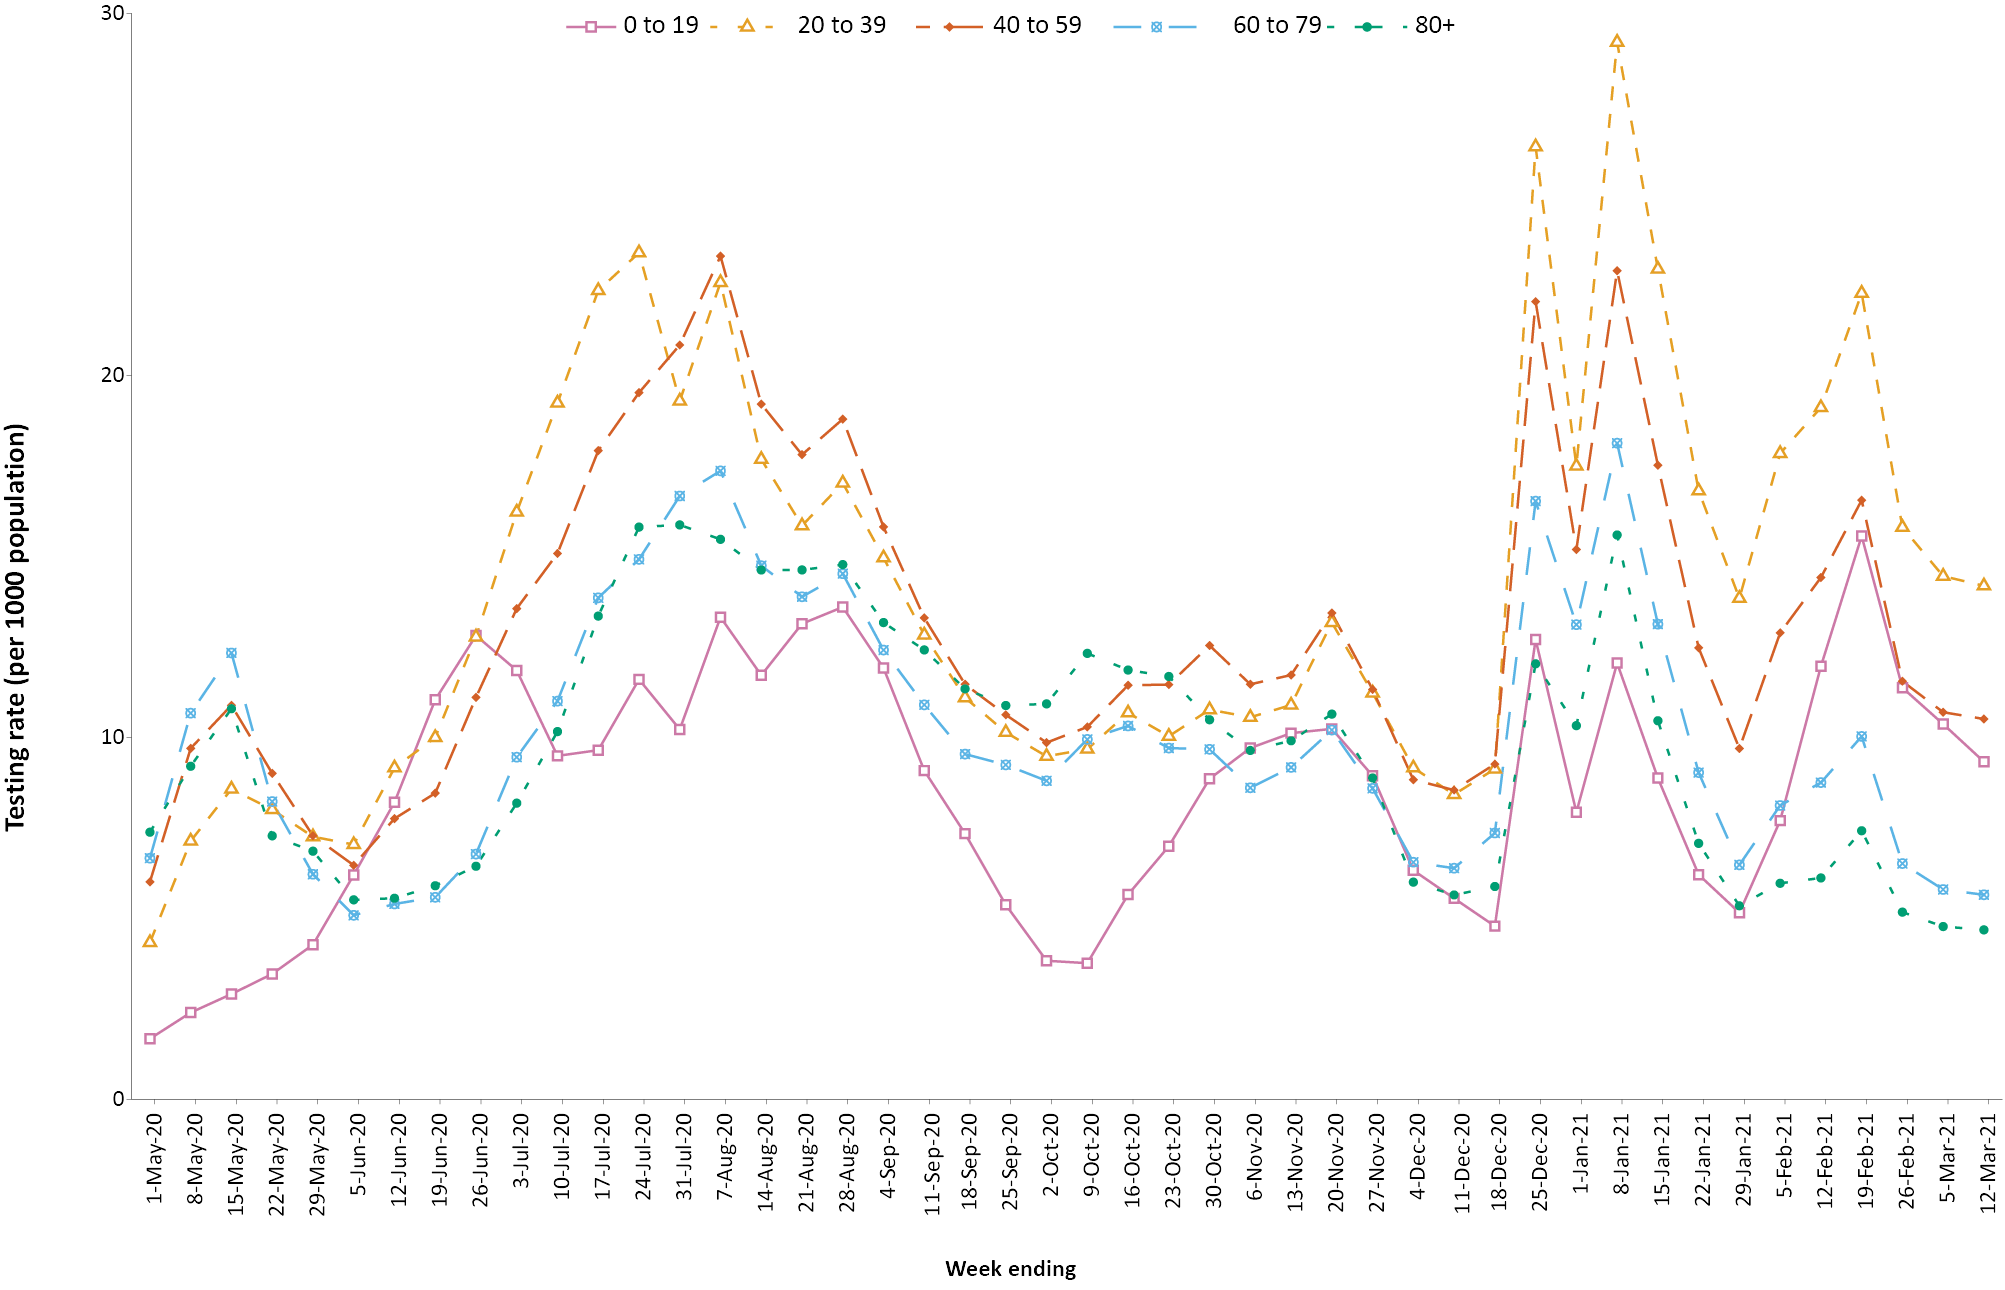 0 to 19 20 to 39 40 to 59 60 to 79 80+
30
20
10
0
Testing rate (per 1000 population)
1-May-20
8-May-20
15-May-20
22-May-20
29-May-20
5-Jun-20
12-Jun-20
19-Jun-20
26-Jun-20
3-Jul-20
10-Jul-20
17-Jul-20
24-Jul-20
31-Jul-20
7-Aug-20
14-Aug-20
21-Aug-20
28-Aug-20
4-Sep-20
11-Sep-20
18-Sep-20
25-Sep-20
2-Oct-20
9-Oct-20
16-Oct-20
23-Oct-20
30-Oct-20
6-Nov-20
13-Nov-20
20-Nov-20
27-Nov-20
4-Dec-20
11-Dec-20
18-Dec-20
25-Dec-20
1-Jan-21
8-Jan-21
15-Jan-21
22-Jan-21
29-Jan-21
5-Feb-21
12-Feb-21
19-Feb-21
26-Feb-21
5-Mar-21
12-Mar-21
Week ending